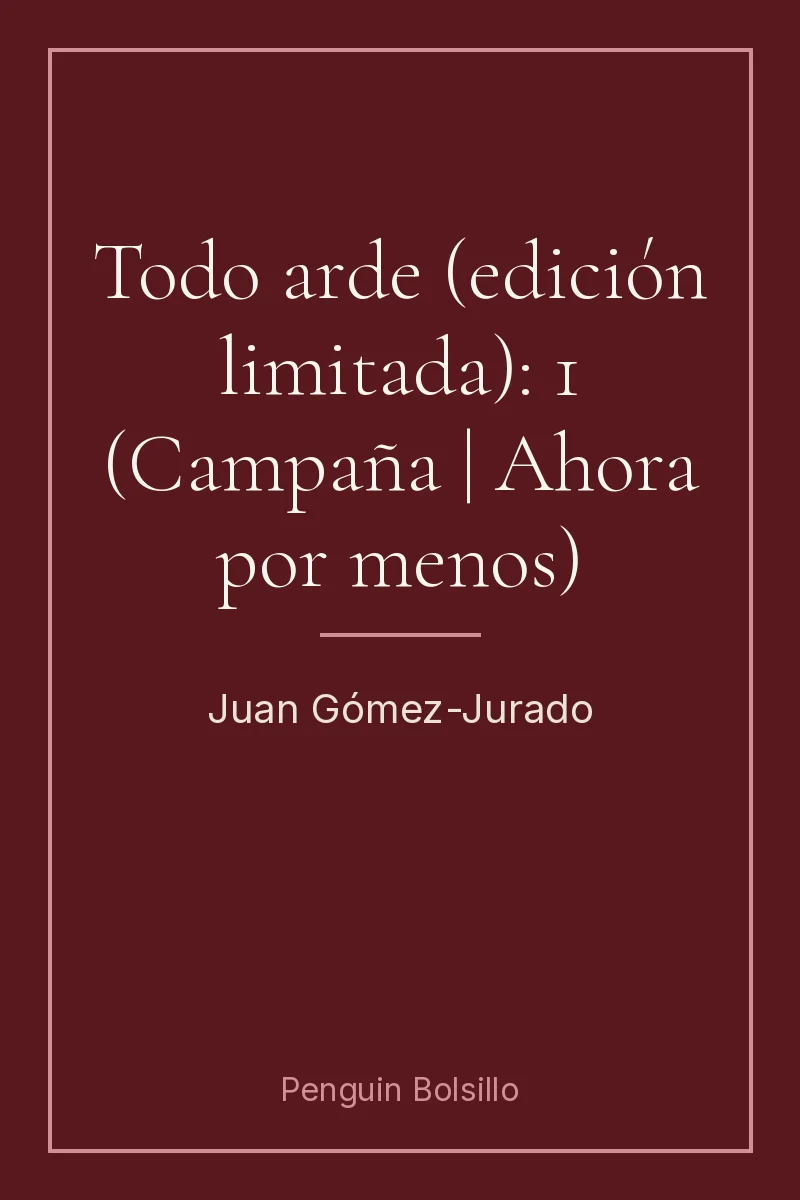 Todo arde (edición
limitada): 1
(Campaña | Ahora
por menos)
Juan Gómez-Jurado
Penguin Bolsillo